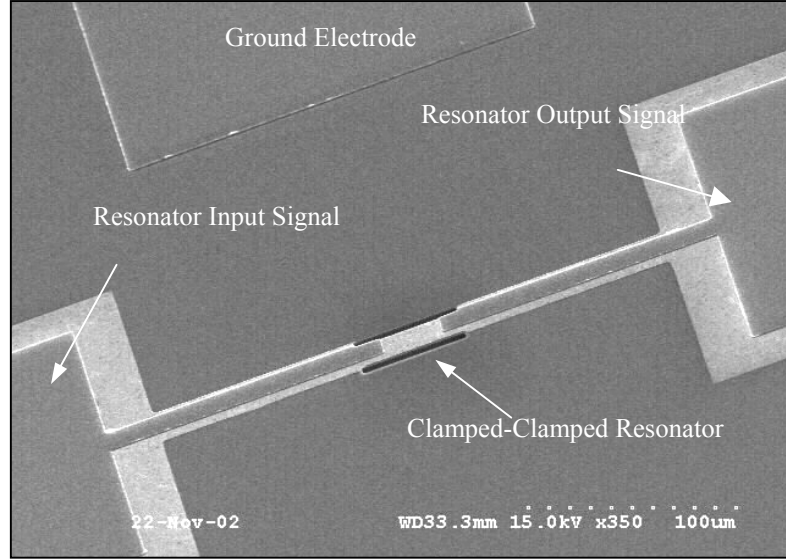 Ground Electrode
Resonator Output Signal
Resonator Input Signal
Clamped-Clamped Resonator
22-Nov-02 WD33.3mm 15.0kV x350 100um